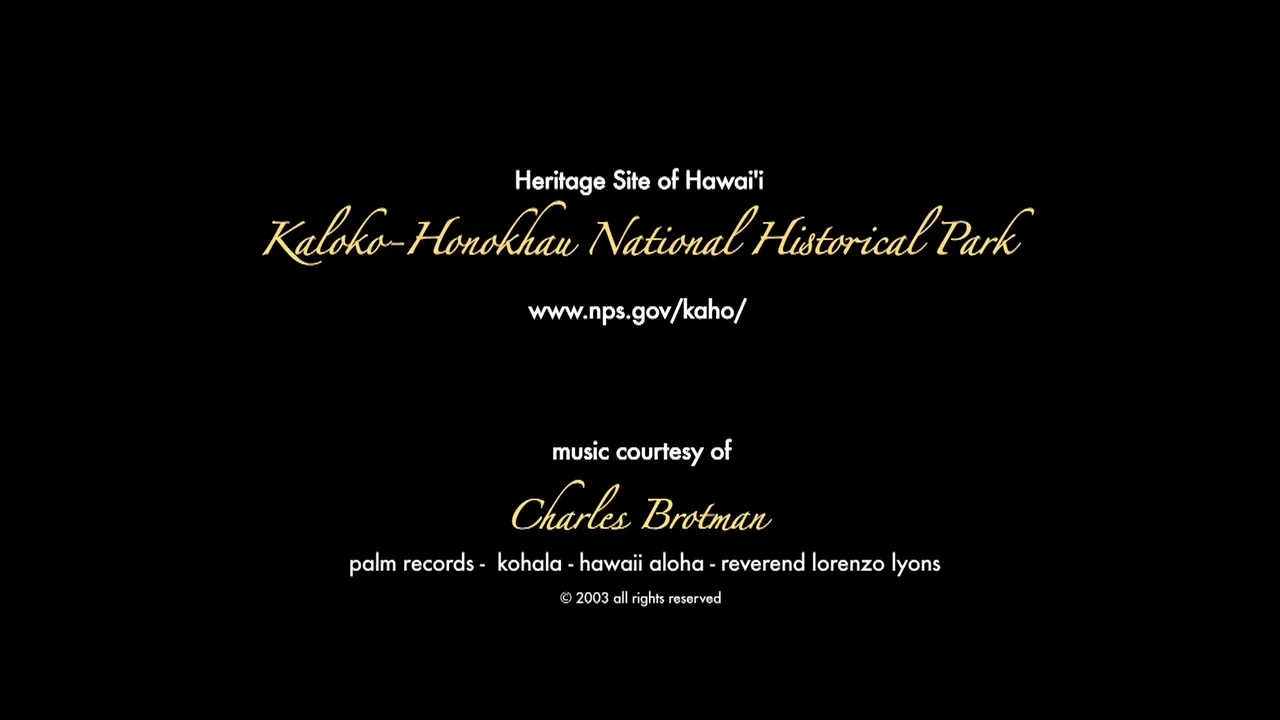 Heritage Site of Hawai'i
Kaloko-Honokhau National Historical Park
www.nps.gov/kaho/
music courtesy of
Charles Brotman
palm records - kohala - hawaii aloha - reverend lorenzo lyons
© 2003 all rights reserved